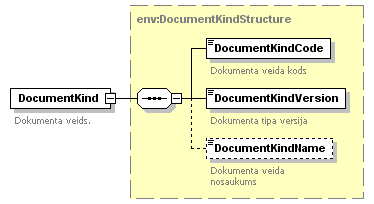 env:DocumentKindStructure
DocumentKindCode
Dokumenta veida kods
DocumentKind
Dokumenta veids.
DocumentKindVersion
Dokumenta tipa versija
DocumentKindName
Dokumenta veida
nosaukums